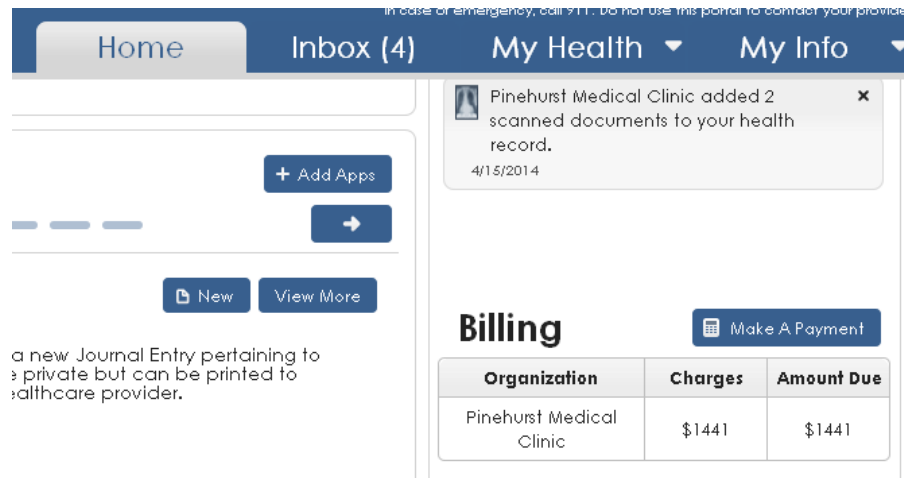 In case of emergency, call 911. Do not use this portal to contact your
Home Inbox (4) My Health My Info
Pinehurst Medical Clinic added 2
scanned documents to your health
record.
4/15/2014
+ Add Apps
New View More
a new Journal Entry pertaining to
private but can be printed to
healthcare provider.
Billing Make A Payment
Organization Charges Amount Due
Pinehurst Medical
Clinic
$1441 $1441